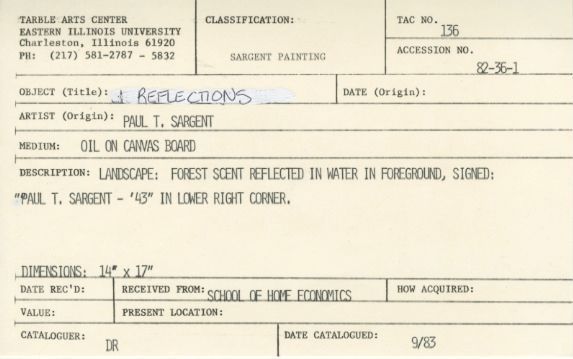 TARBLE ARTS CENTER
EASTERN ILLINOIS UNIVERSITY
Charleston, Illinois 61920
PH: (217) 581-2787 - 5832
CLASSIFICATION:
SARGENT PAINTING
TAC NO.
136
ACCESSION NO.
82-36-1
OBJECT (Title): REFLECTIONS
DATE (Origin):
ARTIST (Origin): PAUL T. SARGENT
MEDIUM: OIL ON CANVAS BOARD
DESCRIPTION: LANDSCAPE: FOREST SCENT REFLECTED IN WATER IN FOREGROUND, SIGNED:
"PAUL T. SARGENT - '43" IN LOWER RIGHT CORNER.
DIMENSIONS: 14" x 17"
DATE REC'D:
RECEIVED FROM: SCHOOL OF HOME ECONOMICS
HOW ACQUIRED:
VALUE:
PRESENT LOCATION:
CATALOGUER: DR
DATE CATALOGUED: 9/83